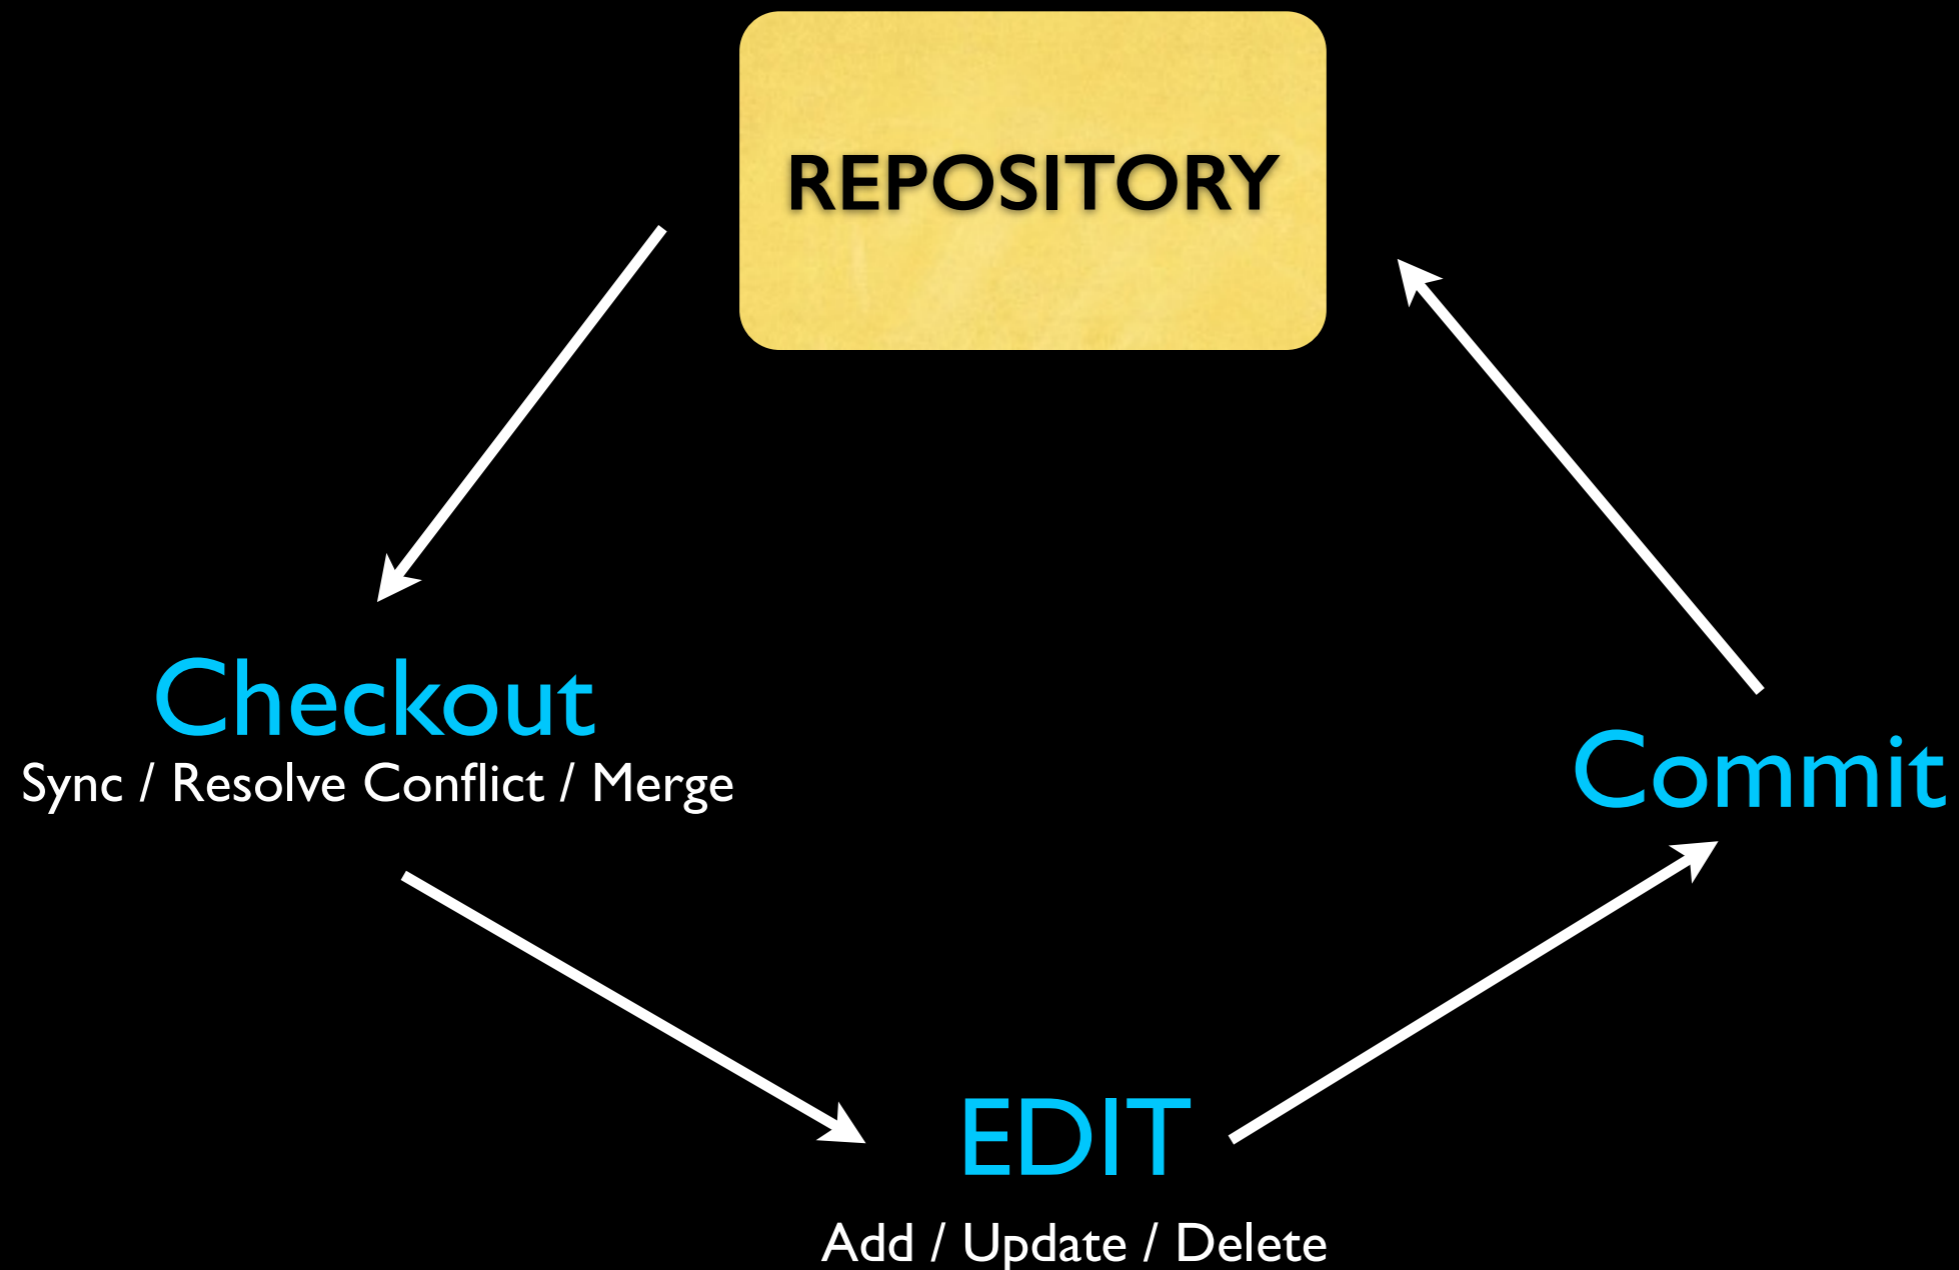 REPOSITORY
Checkout
Sync / Resolve Conflict / Merge
Commit
EDIT
Add / Update / Delete